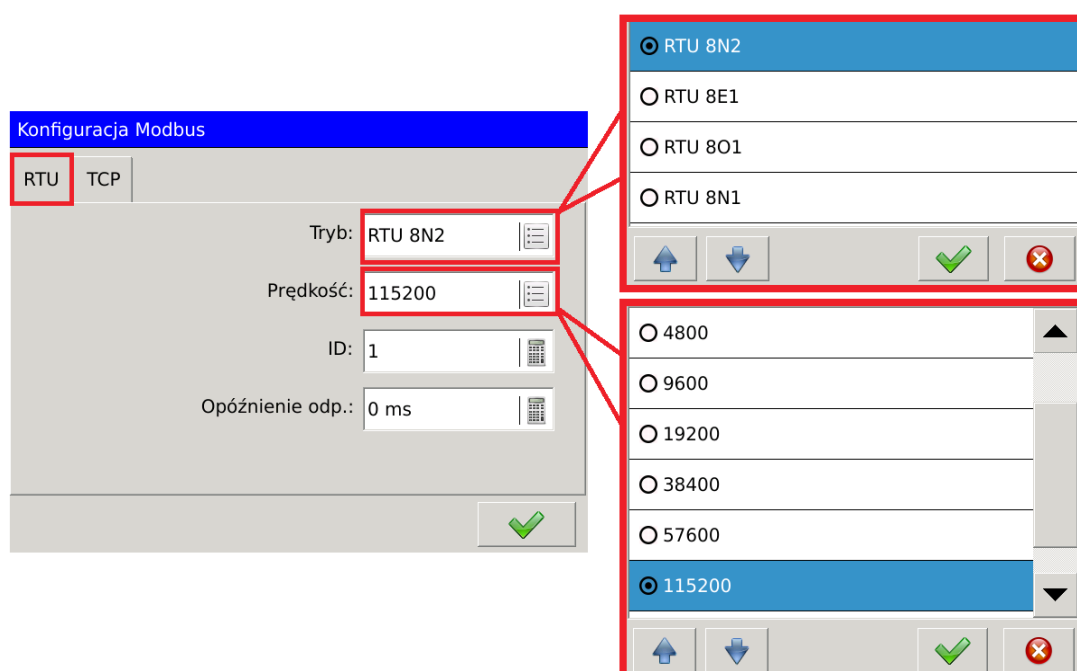 Konfiguracja Modbus
RTU TCP
Tryb: RTU 8N2
Prędkość: 115200
ID: 1
Opóźnienie odp.: 0 ms
RTU 8N2
RTU 8E1
RTU 8O1
RTU 8N1
4800
9600
19200
38400
57600
115200